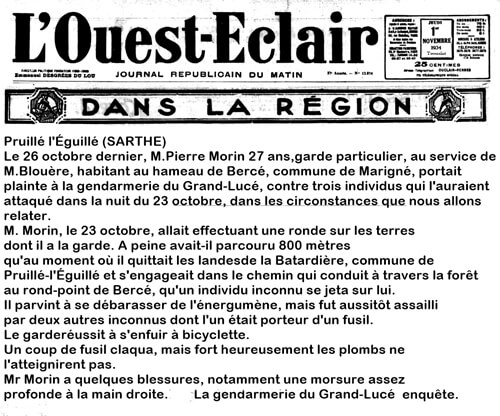 L'Ouest-Eclair
JOURNAL REPUBLICAIN DU MATIN
JEUDI
1er
NOVEMBRE
1934
25 CENTIMES
DANS LA RÉGION
Pruillé l'Éguillé (SARTHE)
Le 26 octobre dernier, M.Pierre Morin 27 ans,garde particulier, au service de
M.Blouère, habitant au hameau de Bercé, commune de Marigné, portait
plainte à la gendarmerie du Grand-Lucé, contre trois individus qui l'auraient
attaqué dans la nuit du 23 octobre, dans les circonstances que nous allons
relater.
M. Morin, le 23 octobre, allait effectuant une ronde sur les terres
dont il a la garde. A peine avait-il parcouru 800 mètres
qu'au moment où il quittait les landesde la Batardière, commune de
Pruillé-l'Éguillé et s'engageait dans le chemin qui conduit à travers la forêt
au rond-point de Bercé, qu'un individu inconnu se jeta sur lui.
Il parvint à se débarasser de l'énergumène, mais fut aussitôt assailli
par deux autres inconnus dont l'un était porteur d'un fusil.
Le garderéussit à s'enfuir à bicyclette.
Un coup de fusil claqua, mais fort heureusement les plombs ne
l'atteignirent pas.
Mr Morin a quelques blessures, notamment une morsure assez
profonde à la main droite. La gendarmerie du Grand-Lucé enquête.